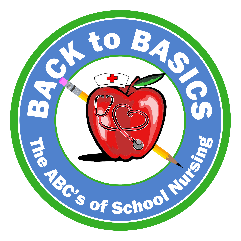 BACK to BASICS
The ABC's of School Nursing